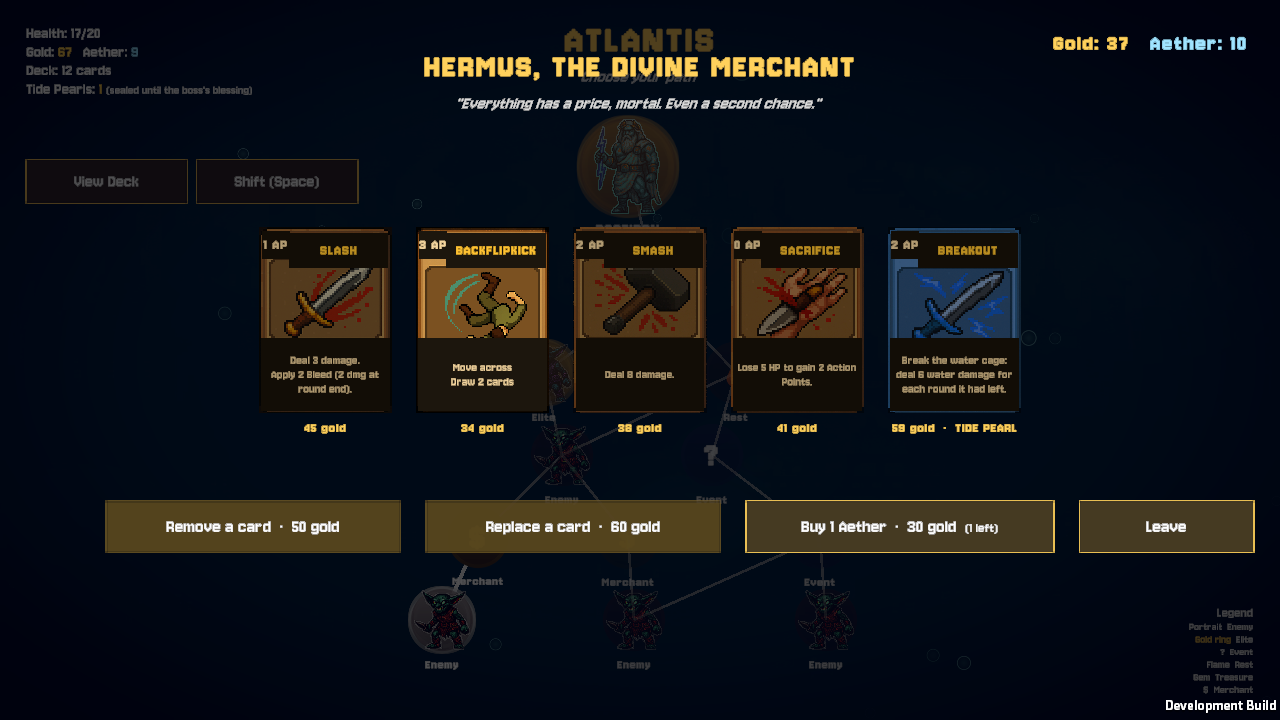 Health: 17/20
Gold: 67 Aether: 9
Deck: 12 cards
Tide Pearls: 1 (sealed until the boss's blessing)
ATLANTIS
choose your path
HERMUS, THE DIVINE MERCHANT
"Everything has a price, mortal. Even a second chance."
Gold: 37 Aether: 10
View Deck
Shift (Space)
1 AP SLASH
Deal 3 damage.
Apply 2 Bleed (2 dmg at
round end).
45 gold
3 AP BACKFLIPKICK
Move across
Draw 2 cards
34 gold
2 AP SMASH
Deal 8 damage.
38 gold
0 AP SACRIFICE
Lose 5 HP to gain 2 Action
Points.
41 gold
2 AP BREAKOUT
Break the water cage:
deal 6 water damage for
each round it had left.
59 gold · TIDE PEARL
Elite
Rest
?
Enemy
Event
Remove a card · 50 gold
Replace a card · 60 gold
Buy 1 Aether · 30 gold (1 left)
Leave
Merchant
Merchant
Event
Enemy
Enemy
Enemy
Legend
Portrait Enemy
Gold ring Elite
? Event
Flame Rest
Gem Treasure
$ Merchant
Development Build